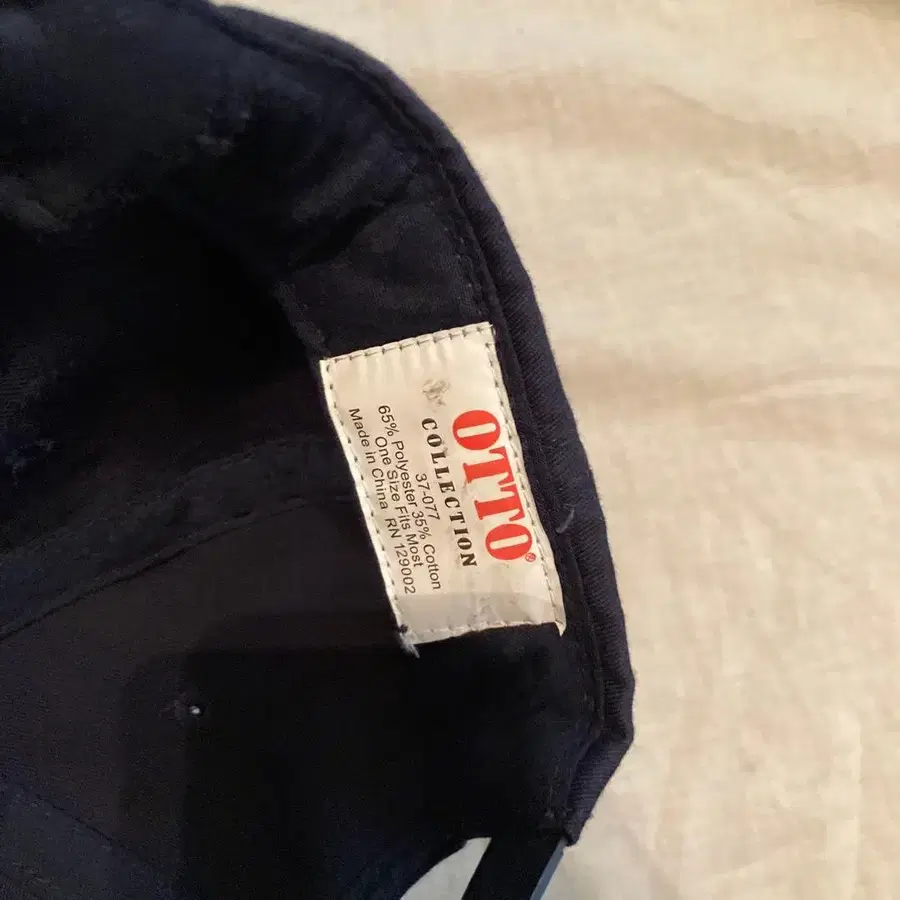 OTTO®
COLLECTION
37-077
65% Polyester 35% Cotton
One Size Fits Most
Made in China RN 129002